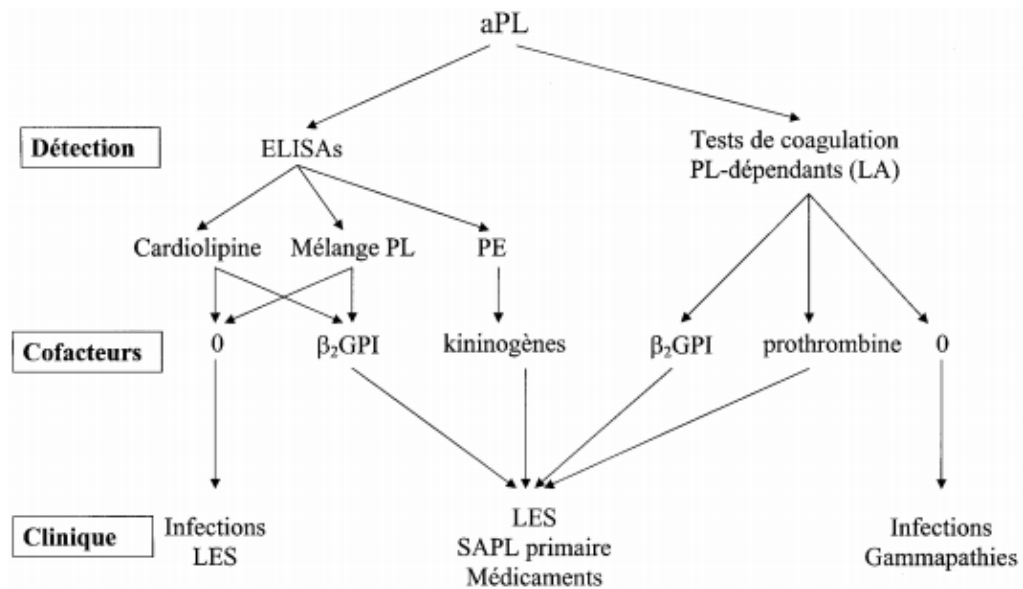 aPL
Détection
ELISAs
Tests de coagulation
PL-dépendants (LA)
Cardiolipine
Mélange PL
PE
Cofacteurs
0
β₂GPI
kininogènes
β₂GPI
prothrombine
0
Clinique
Infections
LES
LES
SAPL primaire
Médicaments
Infections
Gammapathies